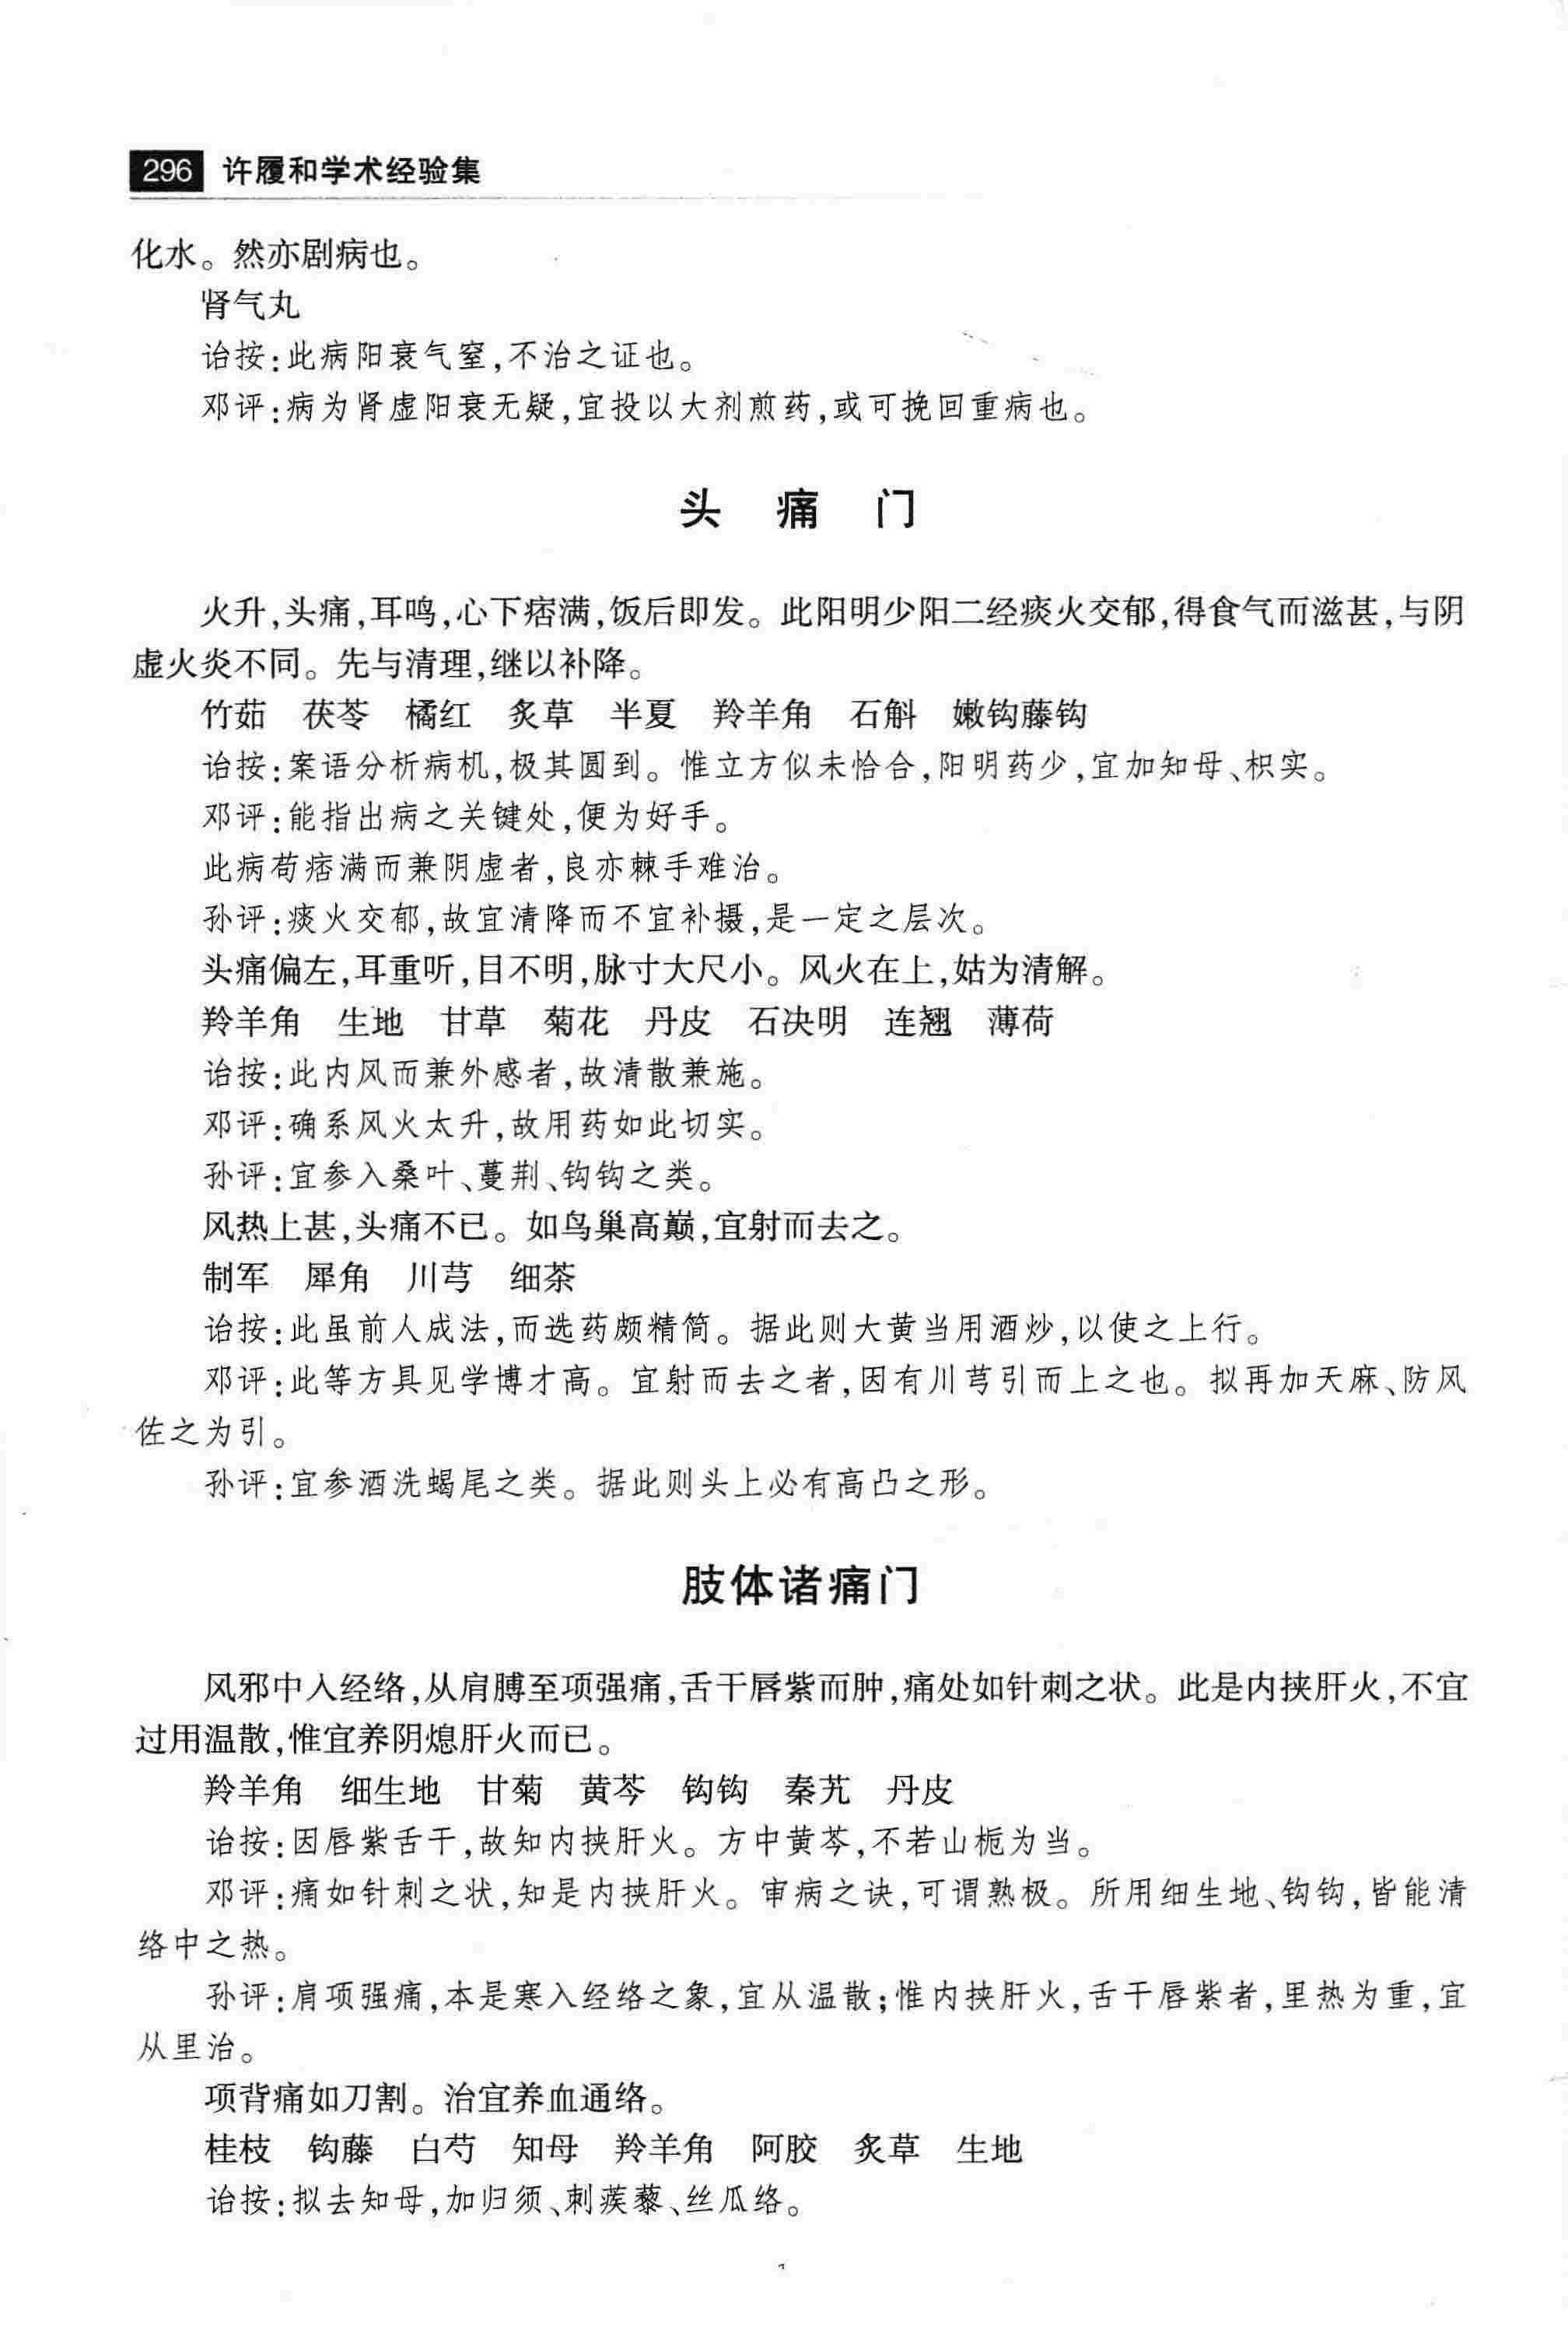 296 许履和学术经验集
化水。然亦剧病也。
肾气丸
诒按:此病阳衰气窒,不治之证也。
邓评:病为肾虚阳衰无疑,宜投以大剂煎药,或可挽回重病也。
头痛门
火升,头痛,耳鸣,心下痞满,饭后即发。此阳明少阳二经痰火交郁,得食气而滋甚,与阴
虚火炎不同。先与清理,继以补降。
竹茹 茯苓 橘红 炙草 半夏 羚羊角 石斛 嫩钩藤钩
诒按:案语分析病机,极其圆到。惟立方似未恰合,阳明药少,宜加知母、枳实。
邓评:能指出病之关键处,便为好手。
此病苟痞满而兼阴虚者,良亦棘手难治。
孙评:痰火交郁,故宜清降而不宜补摄,是一定之层次。
头痛偏左,耳重听,目不明,脉寸大尺小。风火在上,姑为清解。
羚羊角 生地 甘草 菊花 丹皮 石决明 连翘 薄荷
诒按:此内风而兼外感者,故清散兼施。
邓评:确系风火太升,故用药如此切实。
孙评:宜参入桑叶、蔓荆、钩钩之类。
风热上甚,头痛不已。如鸟巢高巅,宜射而去之。
制军 犀角 川芎 细茶
诒按:此虽前人成法,而选药颇精简。据此则大黄当用酒炒,以使之上行。
邓评:此等方具见学博才高。宜射而去之者,因有川芎引而上之也。拟再加天麻、防风
佐之为引。
孙评:宜参酒洗蝎尾之类。据此则头上必有高凸之形。
肢体诸痛门
风邪中入经络,从肩膊至项强痛,舌干唇紫而肿,痛处如针刺之状。此是内挟肝火,不宜
过用温散,惟宜养阴熄肝火而已。
羚羊角 细生地 甘菊 黄芩 钩钩 秦艽 丹皮
诒按:因唇紫舌干,故知内挟肝火。方中黄芩,不若山栀为当。
邓评:痛如针刺之状,知是内挟肝火。审病之诀,可谓熟极。所用细生地、钩钩,皆能清
络中之热。
孙评:肩项强痛,本是寒入经络之象,宜从温散;惟内挟肝火,舌干唇紫者,里热为重,宜
从里治。
项背痛如刀割。治宜养血通络。
桂枝 钩藤 白芍 知母 羚羊角 阿胶 炙草 生地
诒按:拟去知母,加归须、刺蒺藜、丝瓜络。